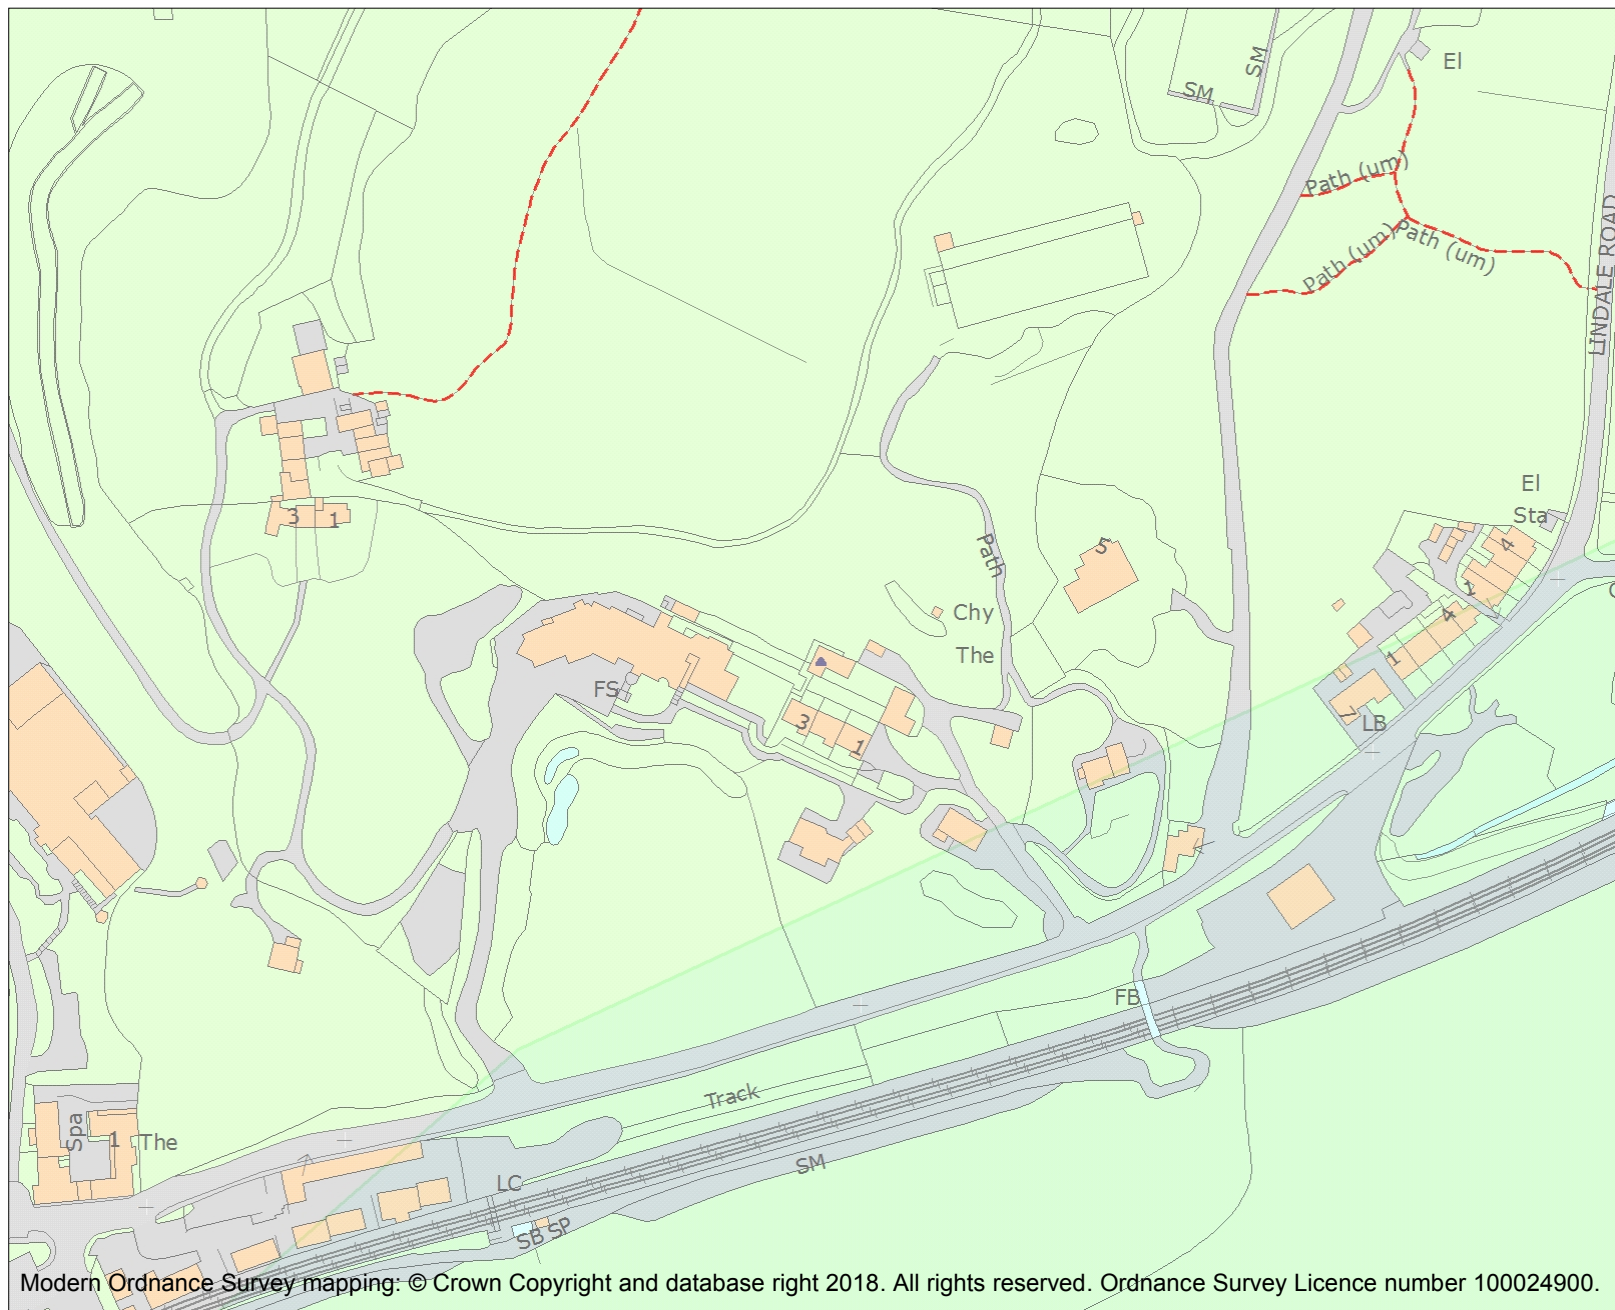 El
SM
SM
Path (um)
Path (um)
Path (um)
LINDALE ROAD
El
Sta
3
1
Path
5
4
1
4
1
7
LB
Chy
The
FS
3
1
FB
Track
SM
Spa
1
The
LC
SB SP
Modern Ordnance Survey mapping: © Crown Copyright and database right 2018. All rights reserved. Ordnance Survey Licence number 100024900.